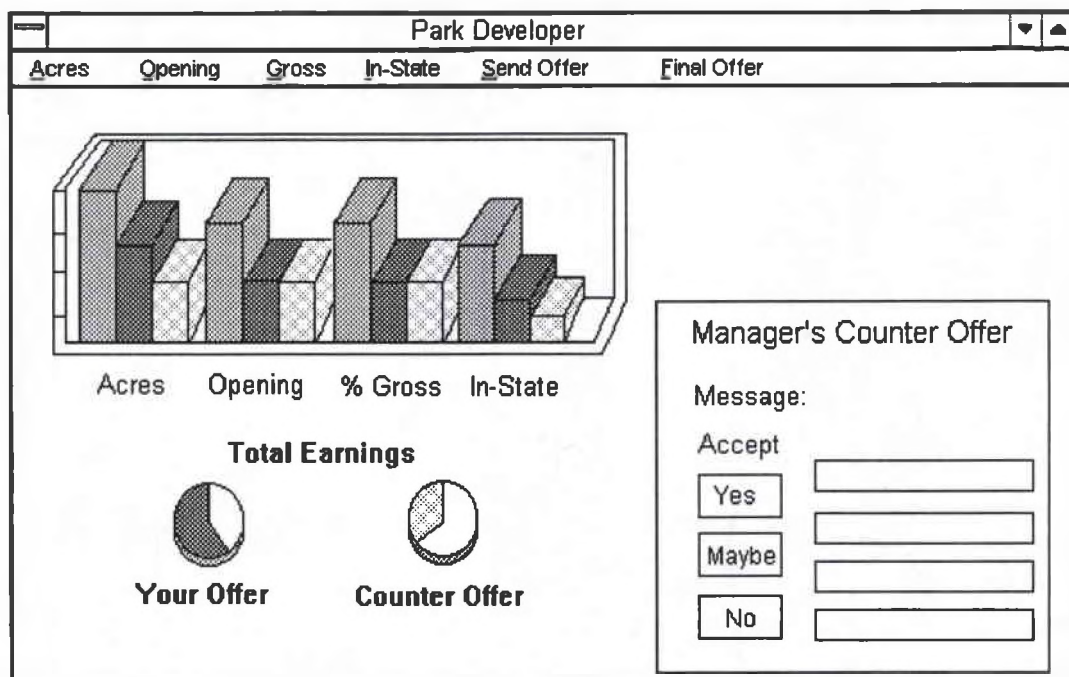 Park Developer
Acres Opening Gross In-State Send Offer Final Offer
Acres Opening % Gross In-State
Total Earnings
Your Offer Counter Offer
Manager's Counter Offer
Message:
Accept
Yes
Maybe
No